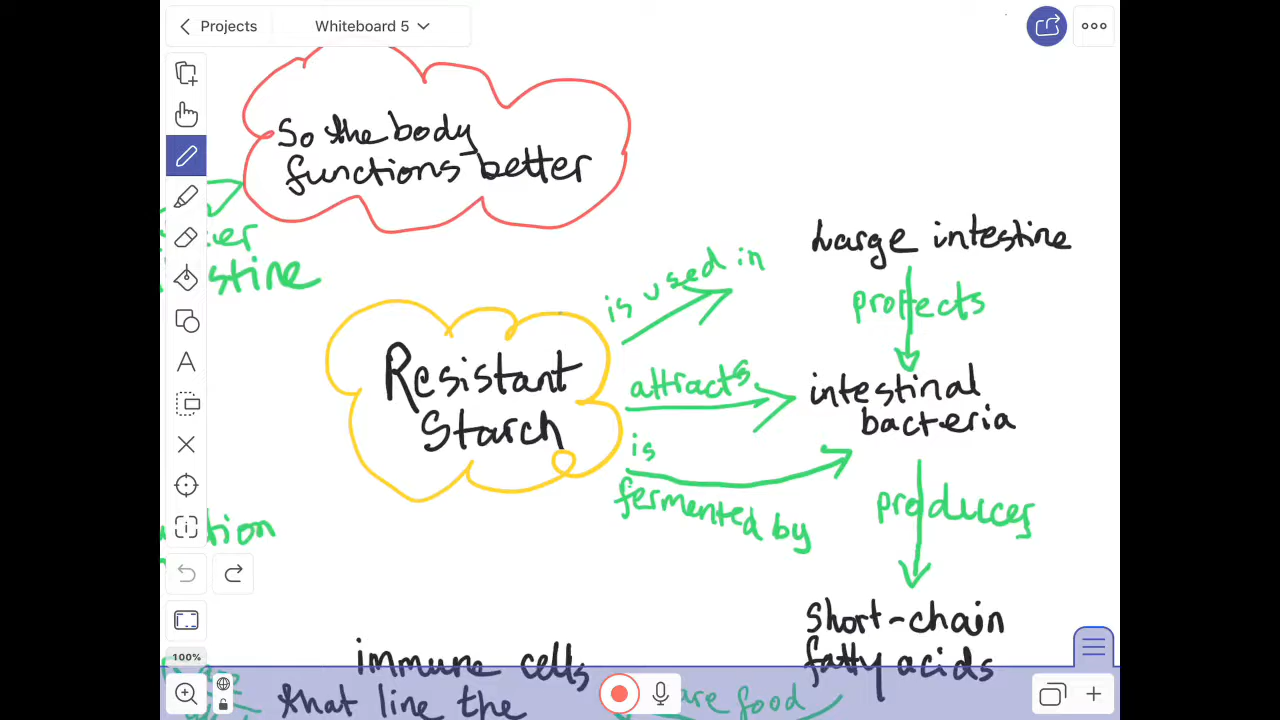 Projects
Whiteboard 5
So the body
functions better
stine
Large intestine
is used in
protects
Resistant
Starch
attracts
intestinal
bacteria
is
fermented by
produces
short-chain
fatty acids
immune cells
that line the
are food
100%